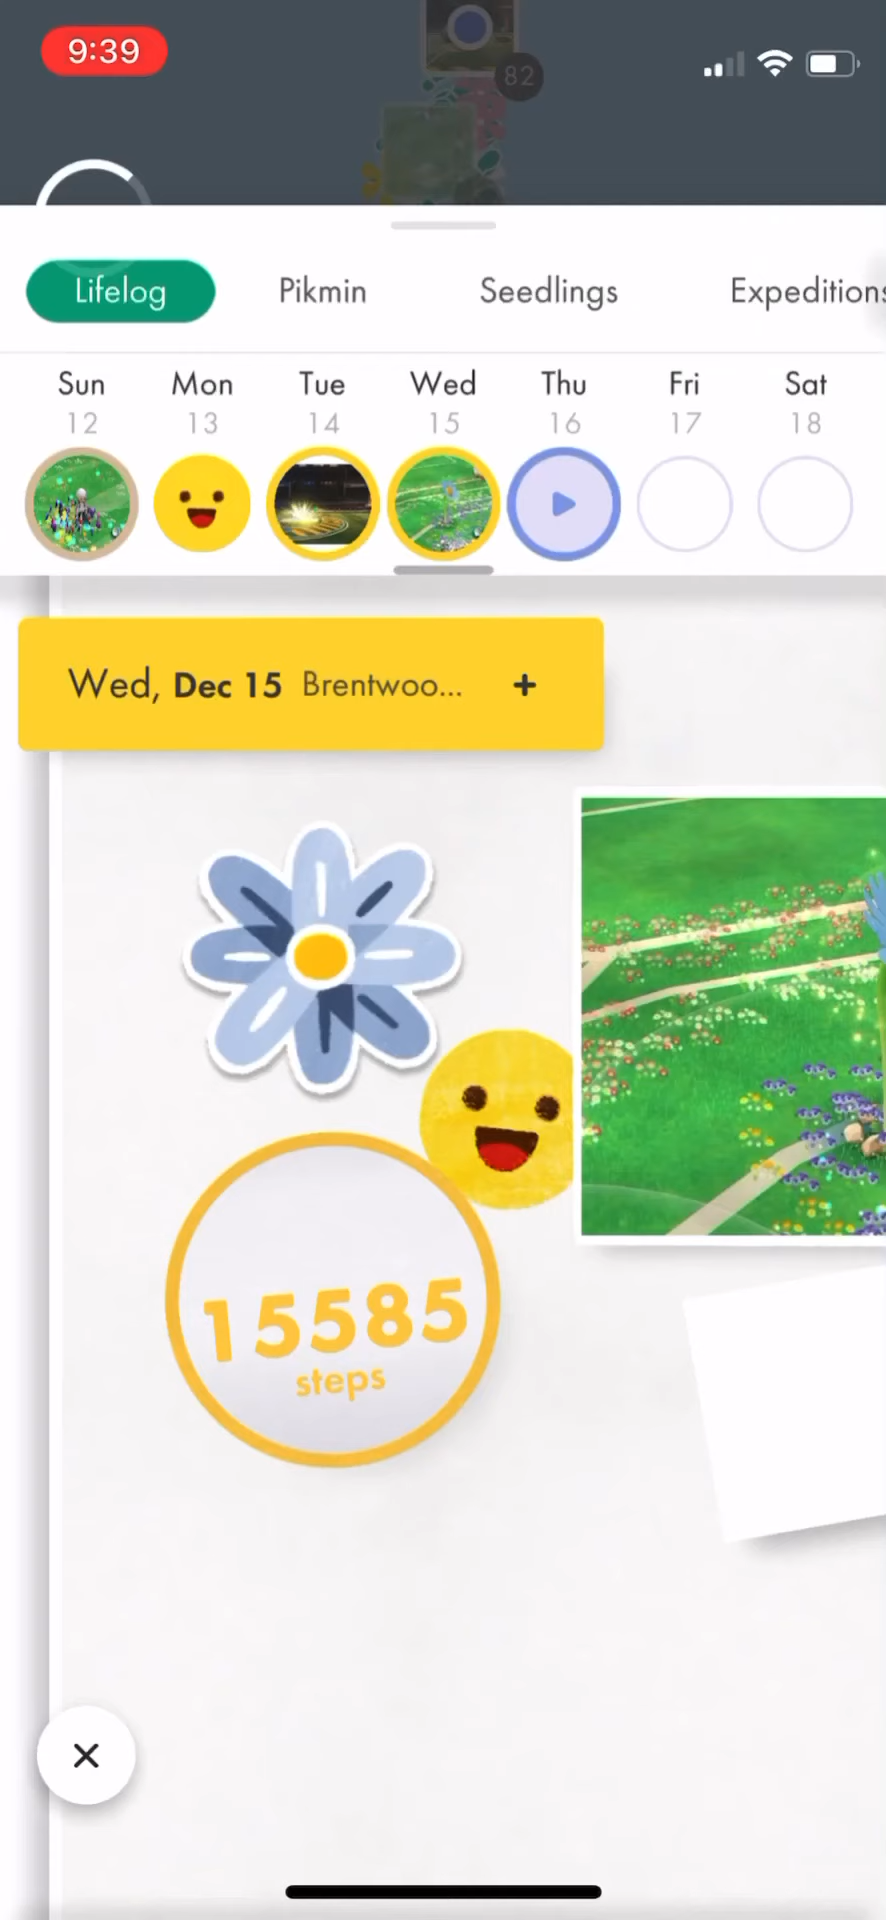 9:39
82
Lifelog Pikmin Seedlings Expeditions
Sun Mon Tue Wed Thu Fri Sat
12 13 14 15 16 17 18
Wed, Dec 15 Brentwoo... +
15585
steps